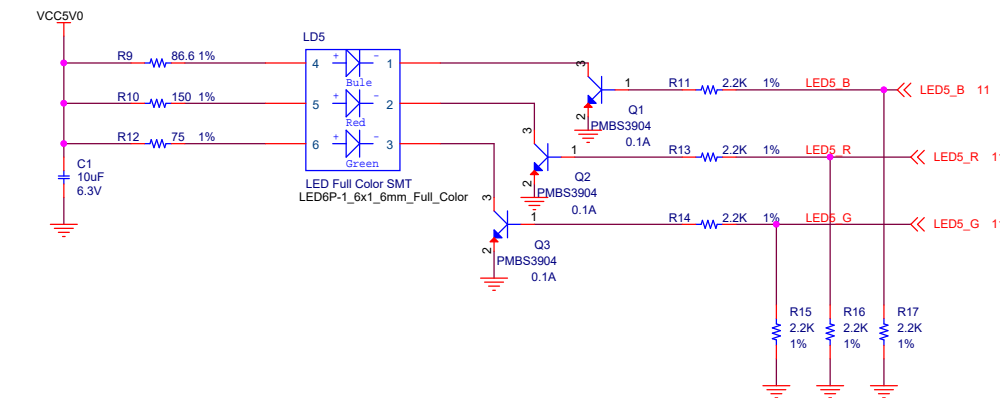 VCC5V0
LD5
R9 86.6 1%
4 + - 1
Bule
R11 2.2K 1% LED5_B
LED5_B 11
3
1
2
Q1
PMBS3904
0.1A
R10 150 1%
5 + - 2
Red
R12 75 1%
6 + - 3
Green
R13 2.2K 1% LED5_R
LED5_R 11
3
1
2
Q2
PMBS3904
0.1A
C1
10uF
6.3V
LED Full Color SMT
LED6P-1_6x1_6mm_Full_Color
R14 2.2K 1% LED5_G
LED5_G 11
3
1
2
Q3
PMBS3904
0.1A
R15 R16 R17
2.2K 2.2K 2.2K
1% 1% 1%